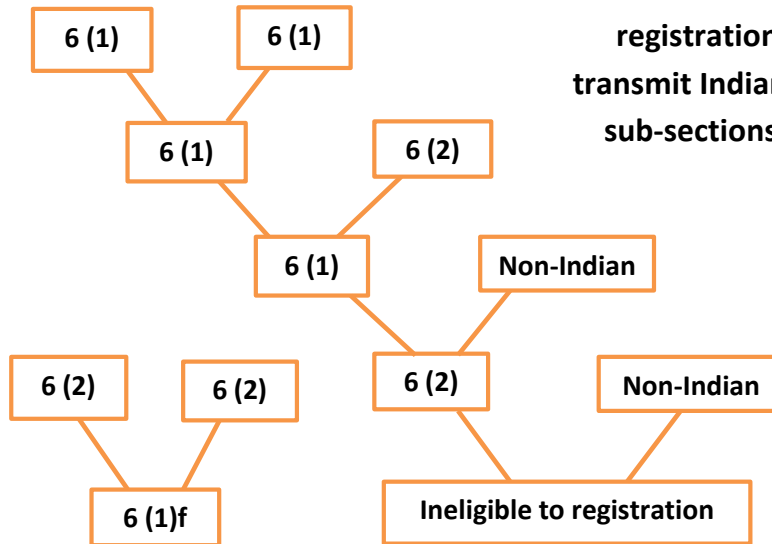 6 (1)
6 (1)
registration
transmit Indian
sub-sections
6 (1)
6 (2)
6 (1)
Non-Indian
6 (2)
6 (2)
6 (2)
Non-Indian
6 (1)f
Ineligible to registration